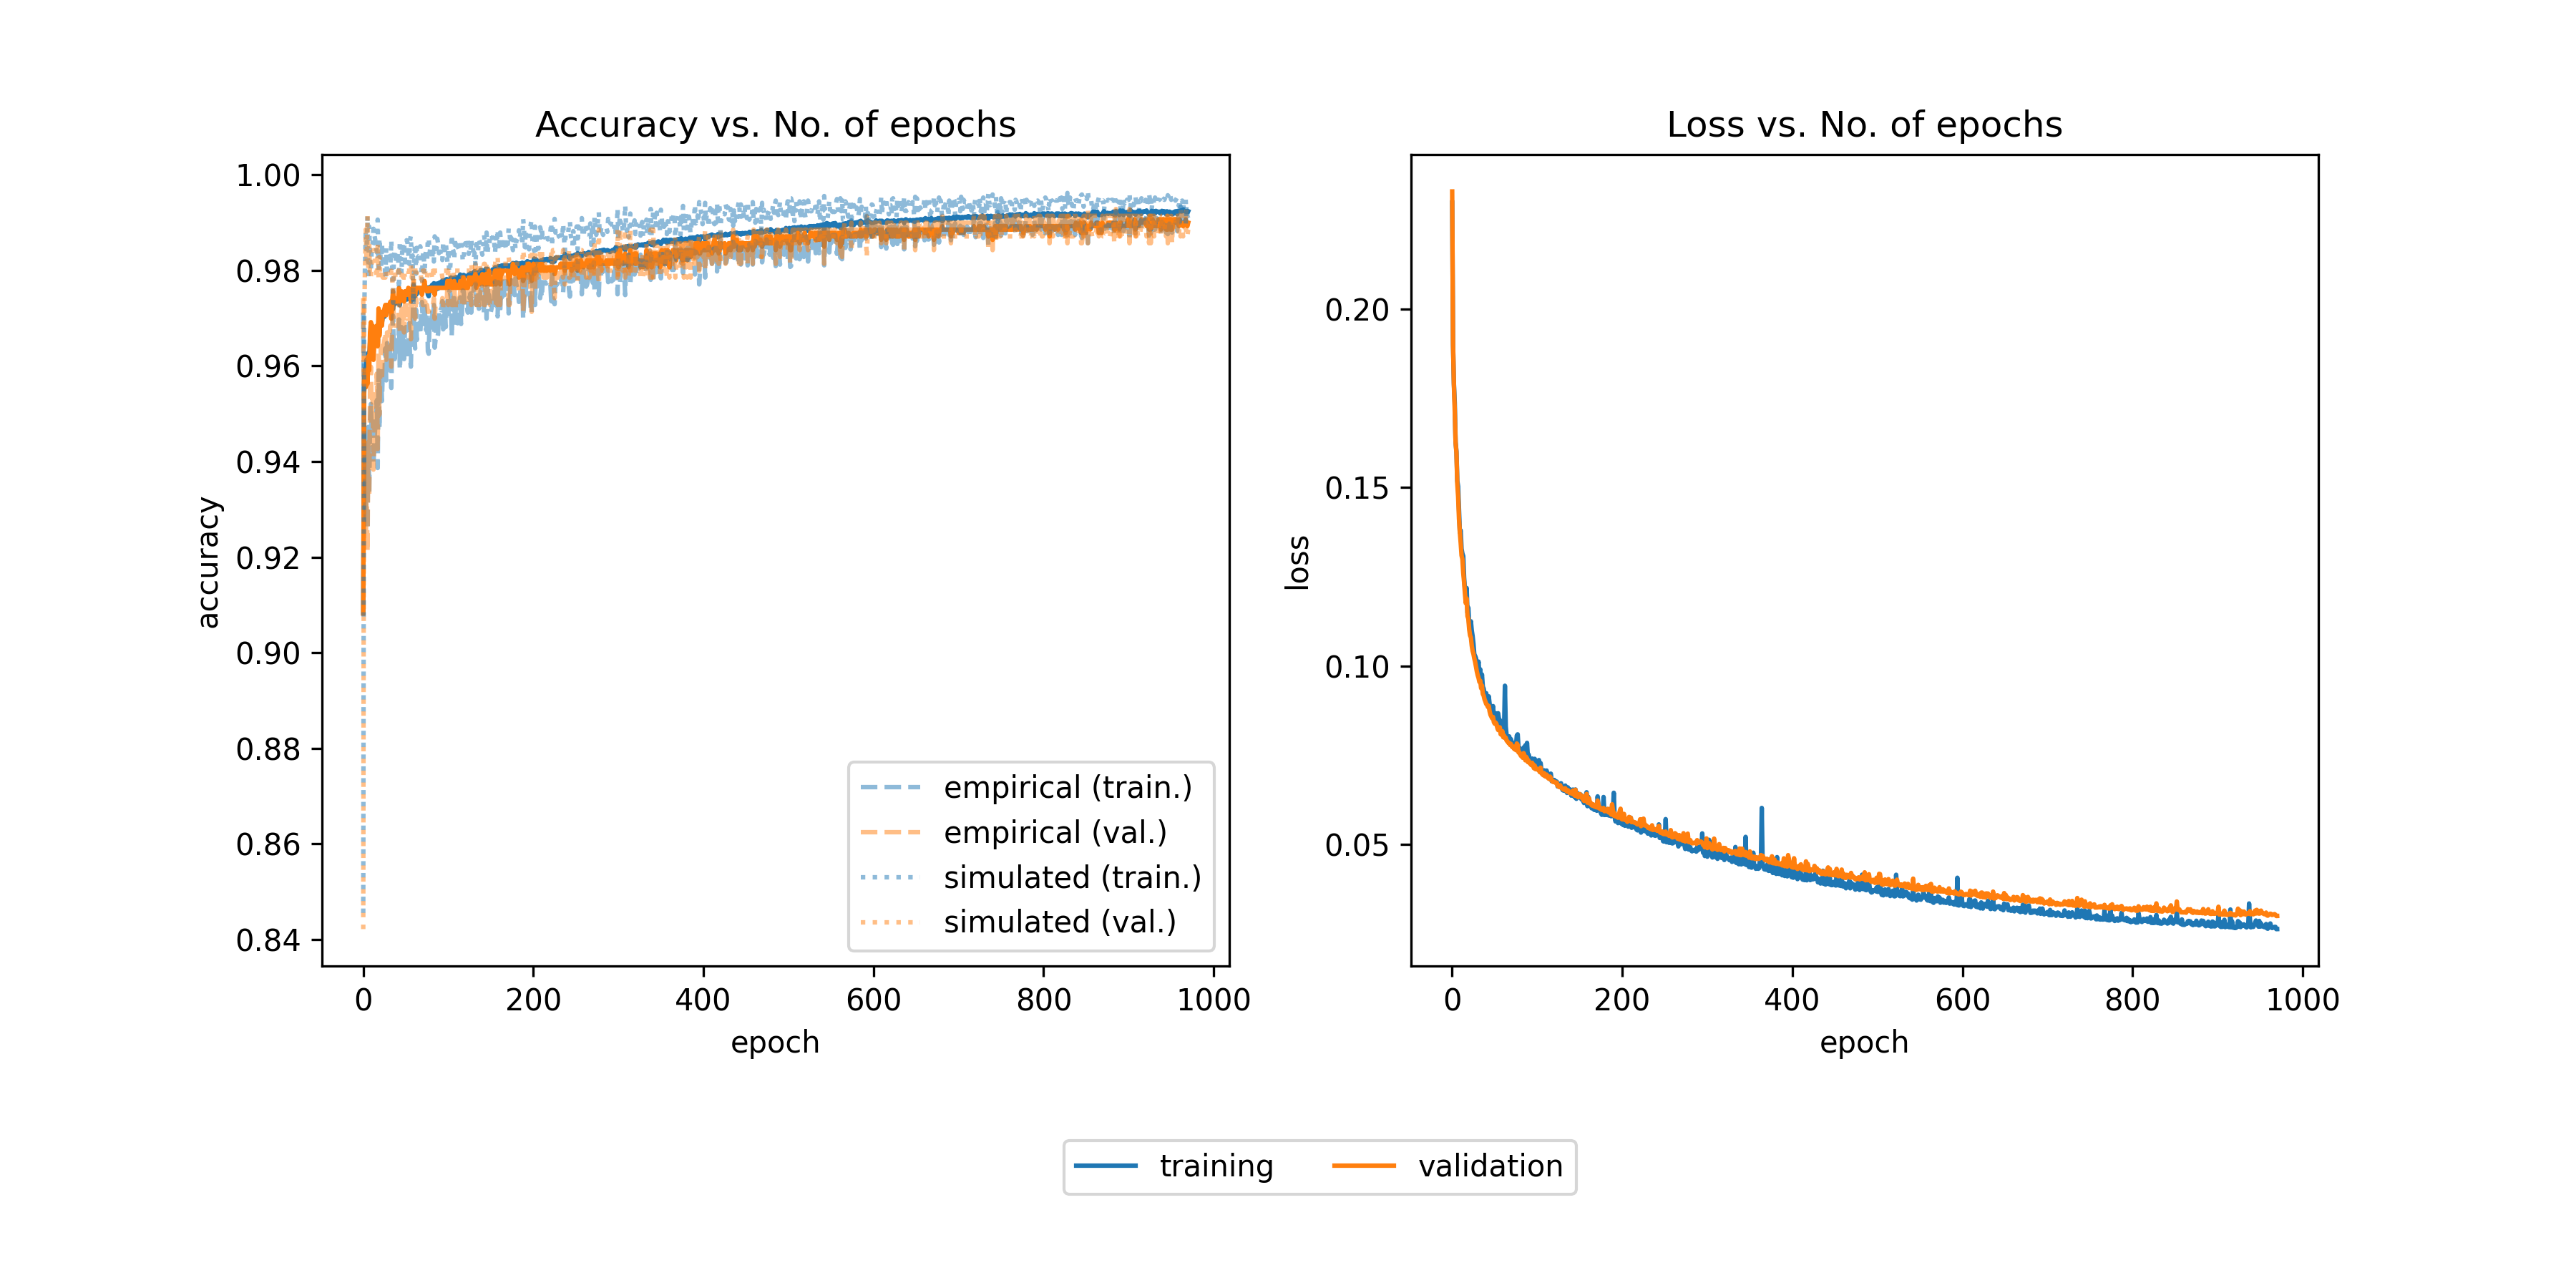 Accuracy vs. No. of epochs
1.00
0.98
0.96
0.94
0.92
0.90
0.88
0.86
0.84
accuracy
0 200 400 600 800 1000
epoch
empirical (train.)
empirical (val.)
simulated (train.)
simulated (val.)
Loss vs. No. of epochs
0.20
0.15
0.10
0.05
loss
0 200 400 600 800 1000
epoch
training validation